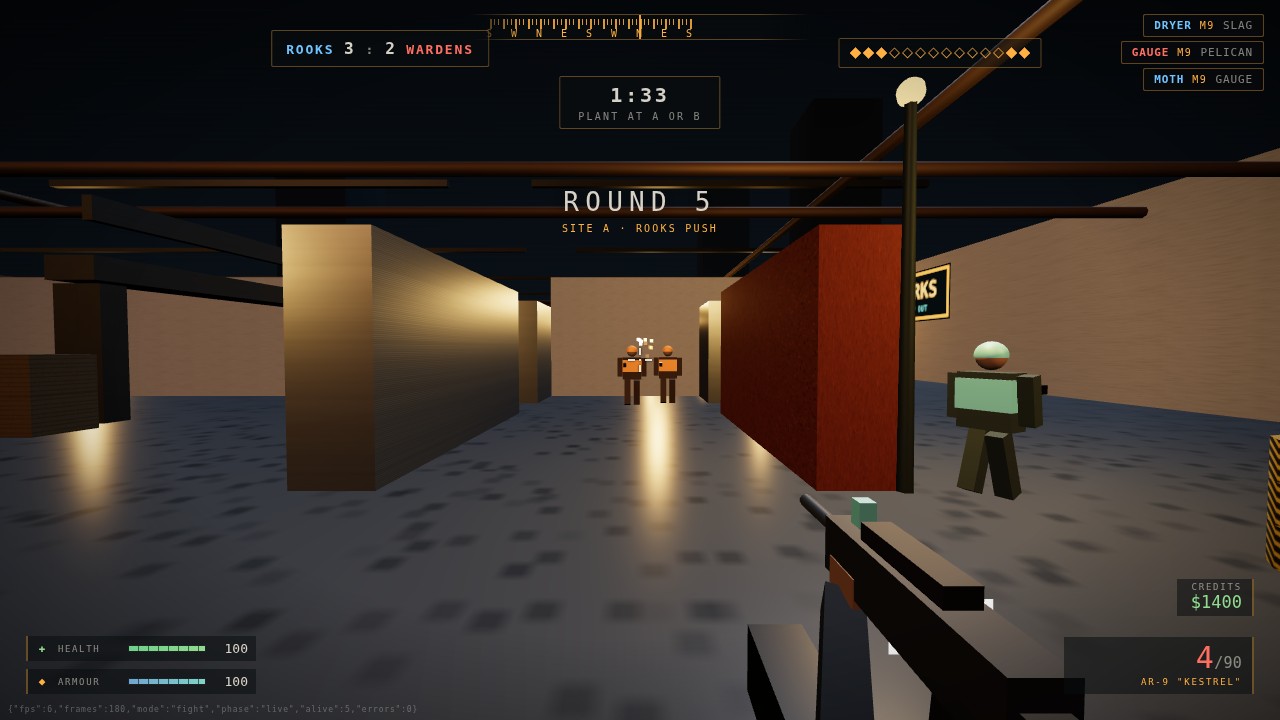 S W N E S W N E S
ROOKS 3 : 2 WARDENS
DRYER M9 SLAG
GAUGE M9 PELICAN
MOTH M9 GAUGE
1:33
PLANT AT A OR B
ROUND 5
SITE A · ROOKS PUSH
RKS
OUT
CREDITS
$1400
✚ HEALTH 100
◆ ARMOUR 100
4/90
AR-9 "KESTREL"
{"fps":6,"frames":180,"mode":"fight","phase":"live","alive":5,"errors":0}